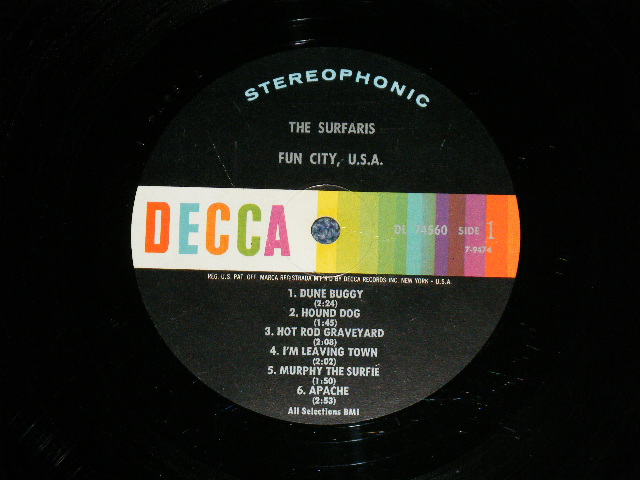 STEREOPHONIC
THE SURFARIS
FUN CITY, U.S.A.
DECCA
DL 74560 SIDE 1
7-9474
REG. U.S. PAT. OFF. MARCA REGISTRADA BY DECCA RECORDS INC. NEW YORK - U.S.A.
1. DUNE BUGGY
(2:24)
2. HOUND DOG
(1:45)
3. HOT ROD GRAVEYARD
(2:08)
4. I'M LEAVING TOWN
(2:02)
5. MURPHY THE SURFIE
(1:50)
6. APACHE
(2:53)
All Selections BMI